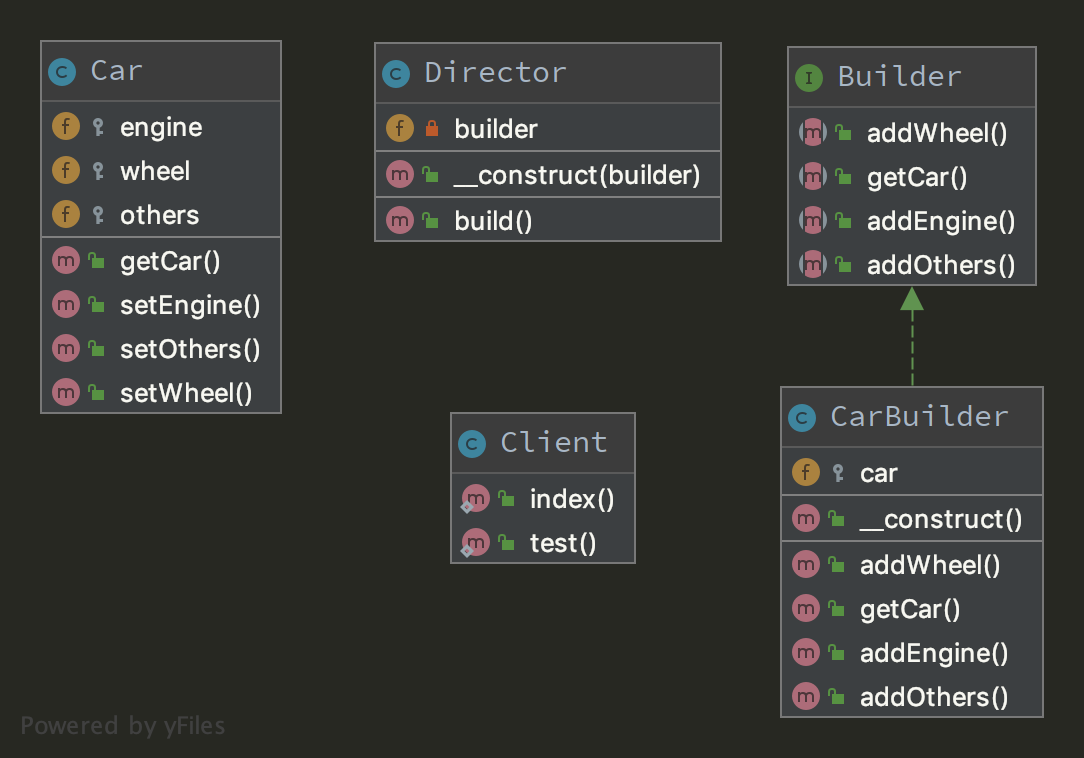 Car
engine
wheel
others
getCar()
setEngine()
setOthers()
setWheel()
Director
builder
__construct(builder)
build()
Builder
addWheel()
getCar()
addEngine()
addOthers()
Client
index()
test()
CarBuilder
car
__construct()
addWheel()
getCar()
addEngine()
addOthers()
Powered by yFiles